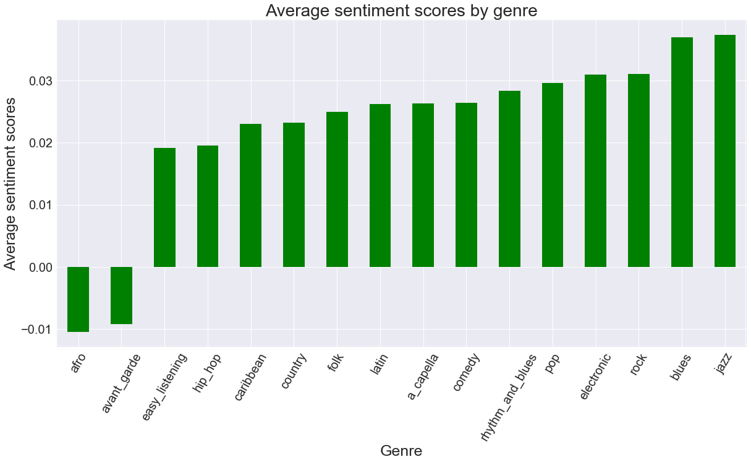 Average sentiment scores by genre
Average sentiment scores
0.03
0.02
0.01
0.00
−0.01
afro
avant_garde
easy_listening
hip_hop
caribbean
country
folk
latin
a_capella
comedy
rhythm_and_blues
pop
electronic
rock
blues
jazz
Genre